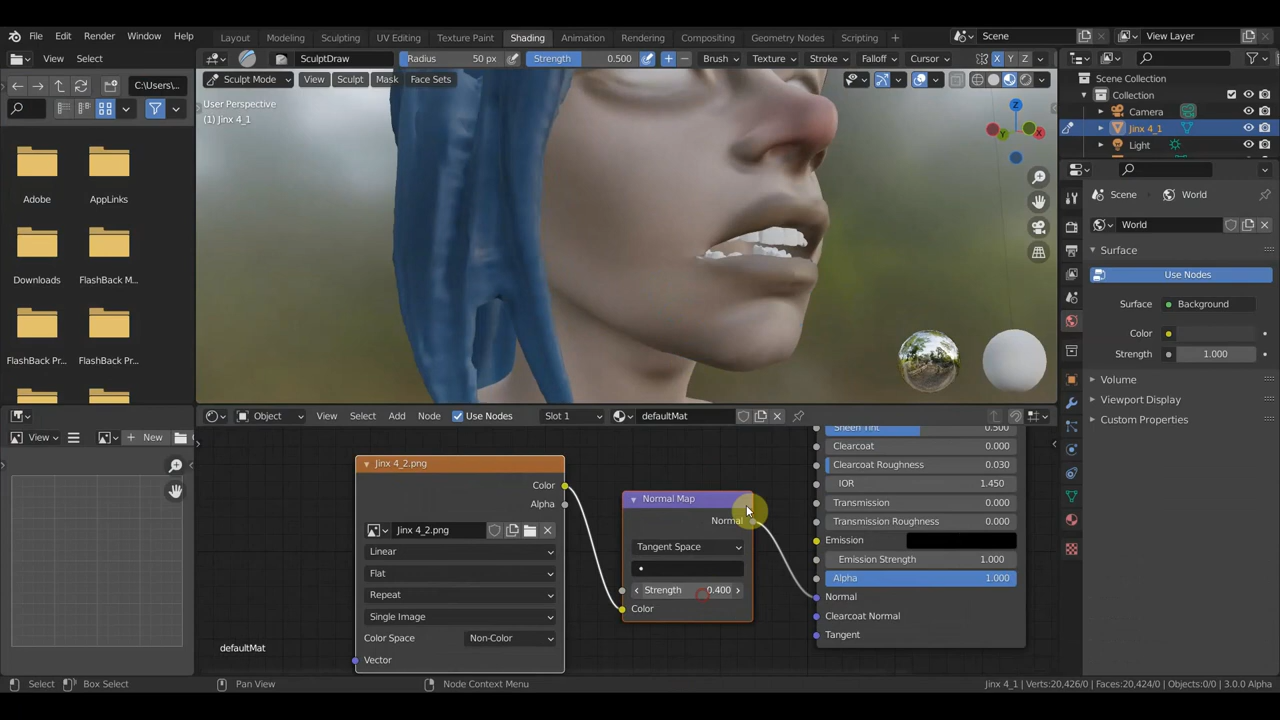 File Edit Render Window Help Layout Modeling Sculpting UV Editing Texture Paint Shading Animation Rendering Compositing Geometry Nodes Scripting + Scene View Layer
View Select C:\Users\... SculptDraw Radius 50 px Strength 0.500 Brush Texture Stroke Falloff Cursor X Y Z
Sculpt Mode View Sculpt Mask Face Sets
Scene Collection
Collection
Camera
Jinx 4_1
Light
User Perspective
(1) Jinx 4_1
Z
Y
X
Adobe AppLinks
Downloads FlashBack M...
FlashBack Pr... FlashBack Pr...
Scene World
World
Surface
Use Nodes
Surface Background
Color
Strength 1.000
Volume
Viewport Display
Custom Properties
View New
Object View Select Add Node Use Nodes Slot 1 defaultMat
Jinx 4_2.png
Color
Alpha
Jinx 4_2.png
Linear
Flat
Repeat
Single Image
Color Space Non-Color
Vector
Normal Map
Normal
Tangent Space
Strength 0.400
Color
Sheen Tint 0.500
Clearcoat 0.000
Clearcoat Roughness 0.030
IOR 1.450
Transmission 0.000
Transmission Roughness 0.000
Emission
Emission Strength 1.000
Alpha 1.000
Normal
Clearcoat Normal
Tangent
defaultMat
Select Box Select Pan View Node Context Menu Jinx 4_1 | Verts:20,426/0 | Faces:20,424/0 | Objects:0/3 | 3.0.0 Alpha